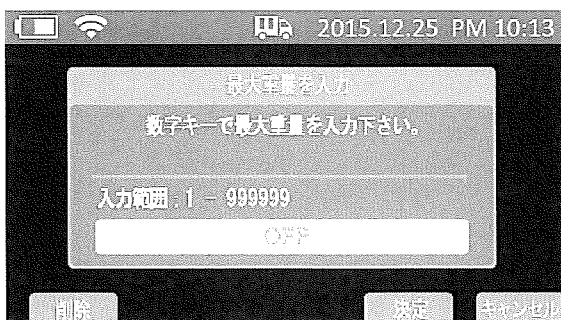 2015.12.25 PM 10:13
最大重量を入力
数字キーで最大重量を入力下さい。
入力範囲 : 1 - 999999
OFF
削除
決定
キャンセル